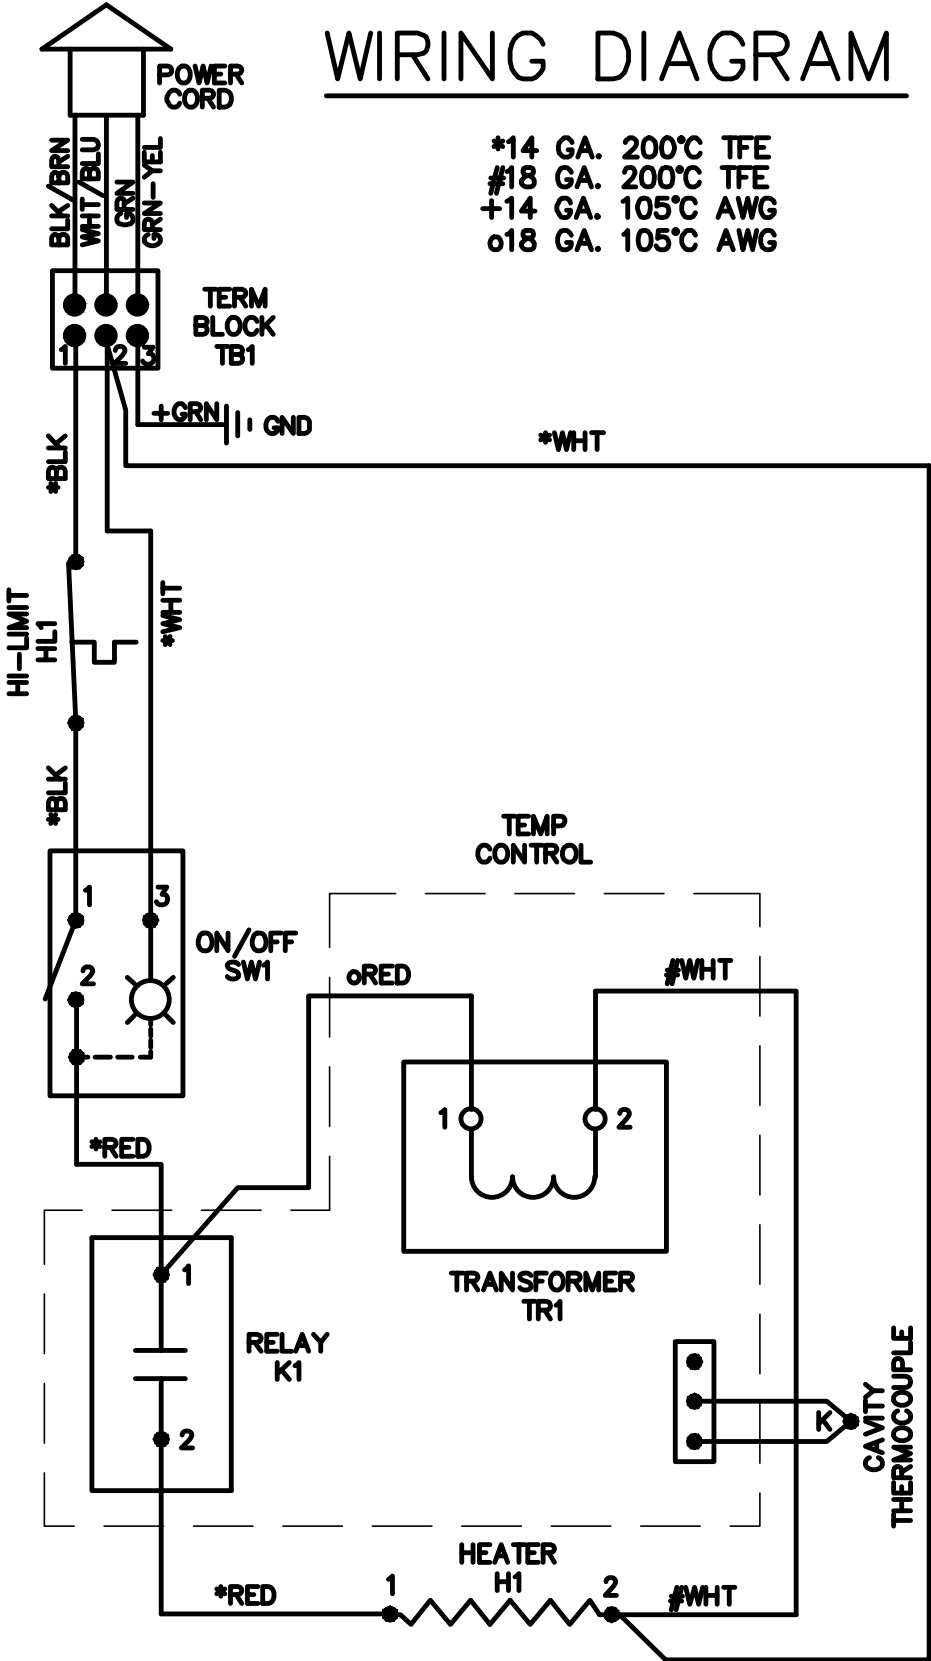 WIRING DIAGRAM
POWER
CORD
*14 GA. 200°C TFE
#18 GA. 200°C TFE
+14 GA. 105°C AWG
o18 GA. 105°C AWG
BLK/BRN
WHT/BLU
GRN
GRN-YEL
TERM
BLOCK
TB1
1
2
3
+GRN
GND
*WHT
*BLK
HI-LIMIT
HL1
*WHT
*BLK
TEMP
CONTROL
1
3
2
ON/OFF
SW1
oRED
#WHT
1
2
*RED
TRANSFORMER
TR1
1
RELAY
K1
2
K
CAVITY
THERMOCOUPLE
HEATER
H1
*RED
1
2
#WHT